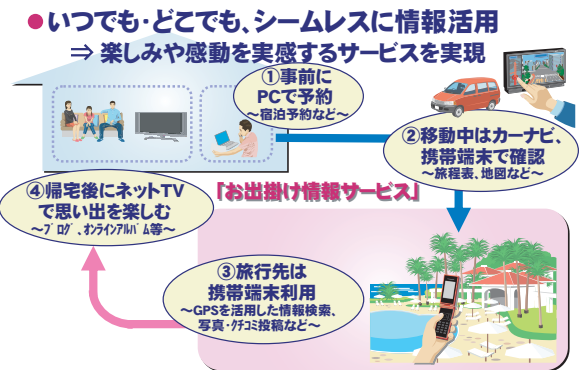 ●いつでも・どこでも、シームレスに情報活用
⇒ 楽しみや感動を実感するサービスを実現
①事前に
PCで予約
～宿泊予約など～
②移動中はカーナビ、
携帯端末で確認
～旅程表、地図など～
「お出掛け情報サービス」
③旅行先は
携帯端末利用
～GPSを活用した情報検索、
写真・クチコミ投稿など～
④帰宅後にネットTV
で思い出を楽しむ
～ブログ、オンラインアルバム等～